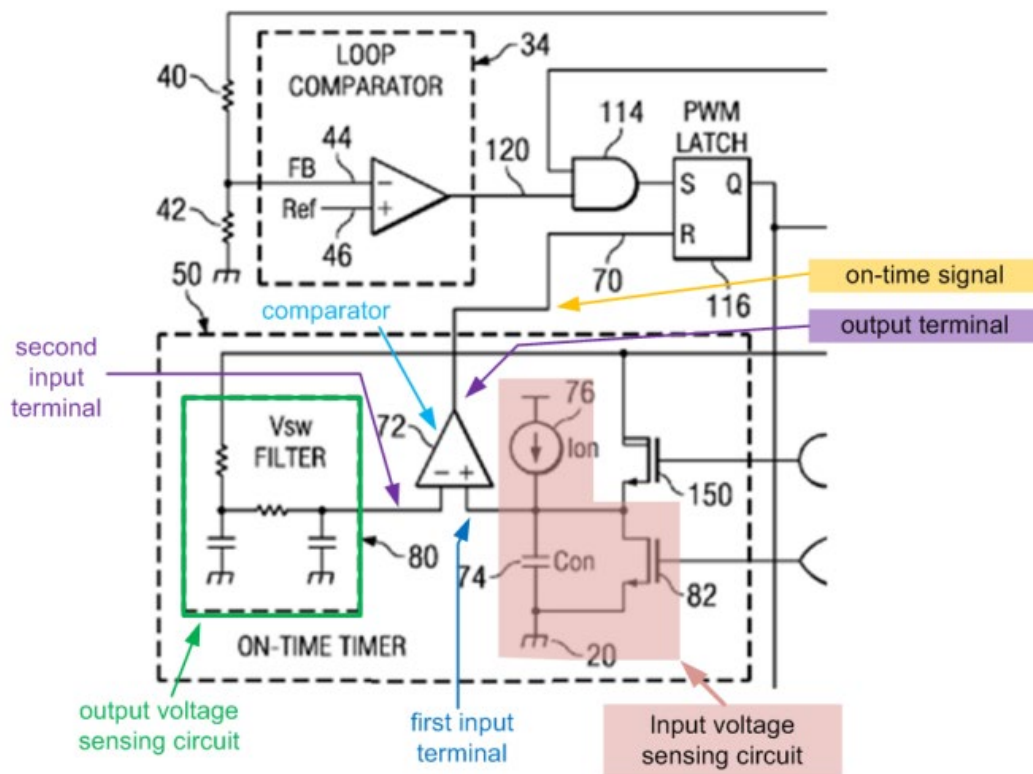 LOOP
COMPARATOR
34
40
44
FB
Ref
46
42
120
114
PWM
LATCH
S
Q
R
70
116
50
on-time signal
comparator
output terminal
second
input
terminal
Vsw
FILTER
72
76
Ion
- +
- +
150
80
74
Con
82
20
ON-TIME TIMER
output voltage
sensing circuit
first input
terminal
Input voltage
sensing circuit